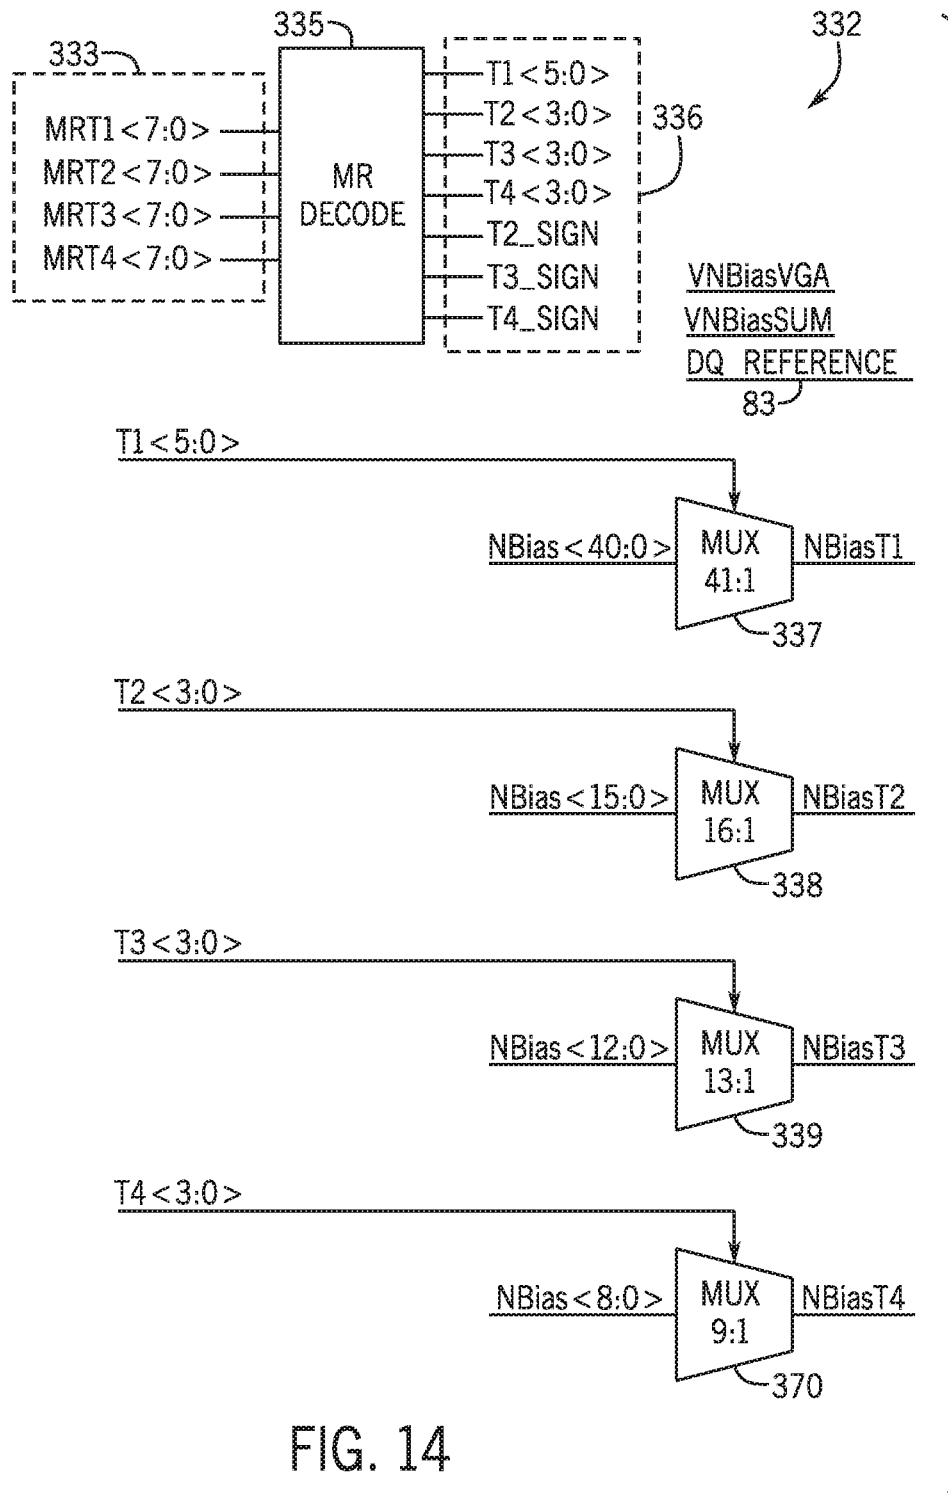 335
332
333
T1<5:0>
T2<3:0>
336
MRT1<7:0>
T3<3:0>
MRT2<7:0>
MR
DECODE
T4<3:0>
MRT3<7:0>
T2_SIGN
MRT4<7:0>
T3_SIGN
VNBiasVGA
T4_SIGN
VNBiasSUM
DQ REFERENCE
83
T1<5:0>
NBias<40:0>
MUX
41:1
NBiasT1
337
T2<3:0>
NBias<15:0>
MUX
16:1
NBiasT2
338
T3<3:0>
NBias<12:0>
MUX
13:1
NBiasT3
339
T4<3:0>
NBias<8:0>
MUX
9:1
NBiasT4
370
FIG. 14